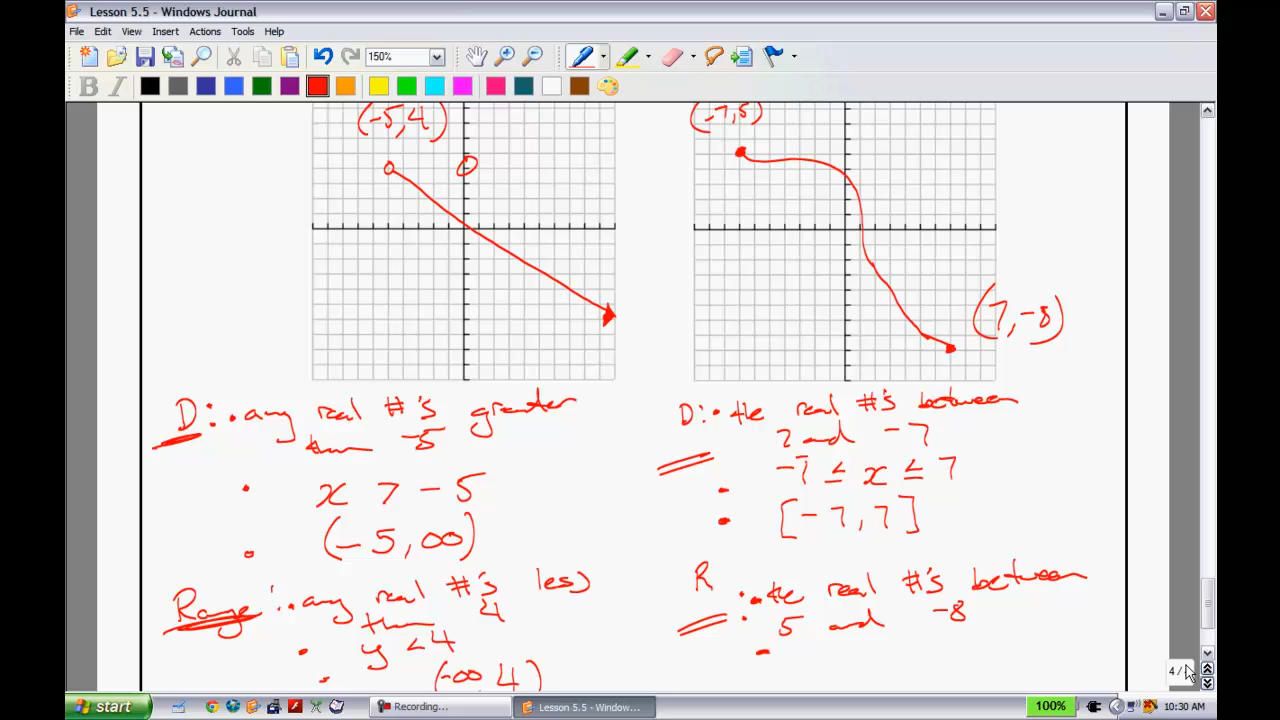 Lesson 5.5 - Windows Journal
File Edit View Insert Actions Tools Help
150%
B I
(-5,4)
(-7,5)
(7,-8)
D: • any real #'s greater
than -5
• x > -5
• (-5,∞)
Range: • any real #'s less
than 4
• y < 4
• (-∞ 4)
D: • the real #'s between
7 and -7
• -7 ≤ x ≤ 7
• [-7,7]
R : • the real #'s between
5 and -8
•
4 /
start
Recording...
Lesson 5.5 - Window...
100%
10:30 AM